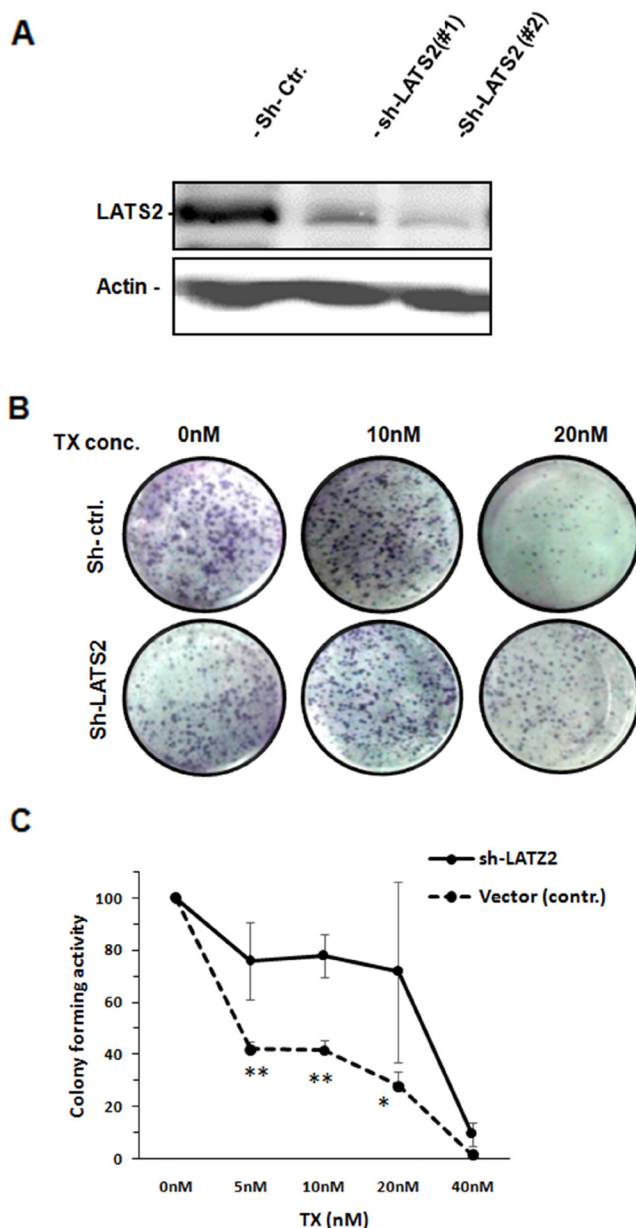 A
- Sh- Ctr.
- sh-LATS2(#1)
-Sh-LATS2 (#2)
LATS2 -
Actin -
B
TX conc.
0nM 10nM 20nM
Sh- ctrl.
Sh-LATS2
C
sh-LATZ2
Vector (contr.)
Colony forming activity
100
80
60
40
20
0
**
**
*
0nM 5nM 10nM 20nM 40nM
TX (nM)